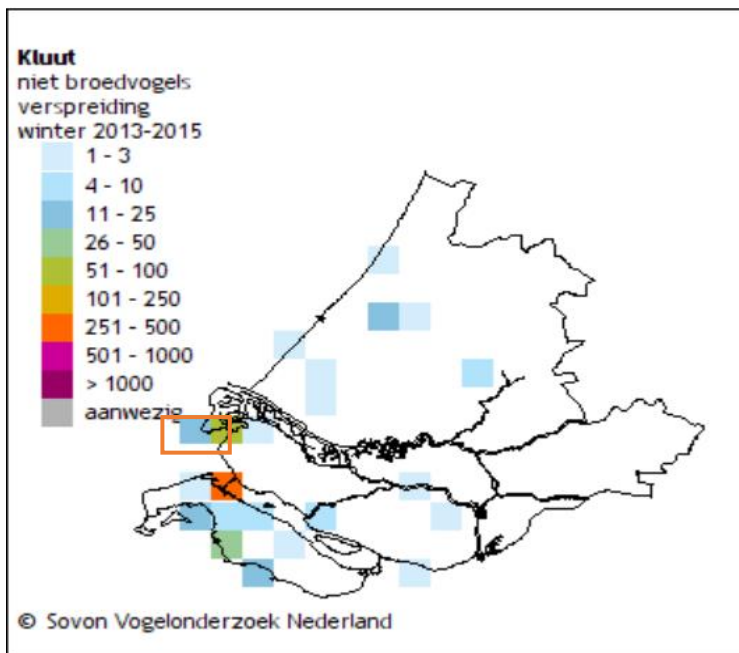 Kluut
niet broedvogels
verspreiding
winter 2013-2015
1 - 3
4 - 10
11 - 25
26 - 50
51 - 100
101 - 250
251 - 500
501 - 1000
> 1000
aanwezig
© Sovon Vogelonderzoek Nederland